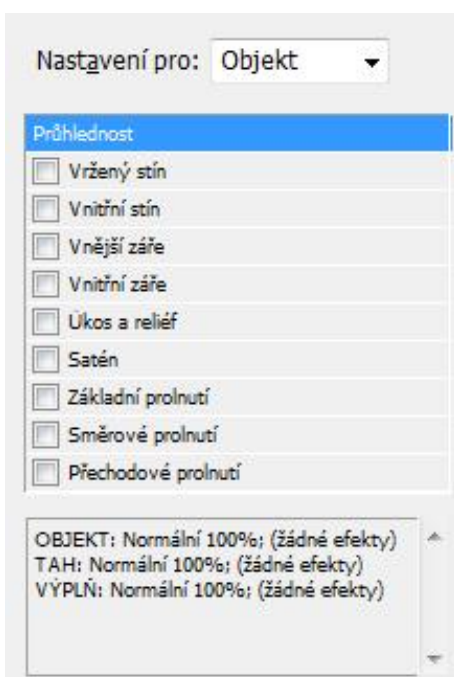 Nastavení pro: Objekt
Průhlednost
Vržený stín
Vnitřní stín
Vnější záře
Vnitřní záře
Úkos a reliéf
Satén
Základní prolnutí
Směrové prolnutí
Přechodové prolnutí
OBJEKT: Normální 100%; (žádné efekty)
TAH: Normální 100%; (žádné efekty)
VÝPLŇ: Normální 100%; (žádné efekty)